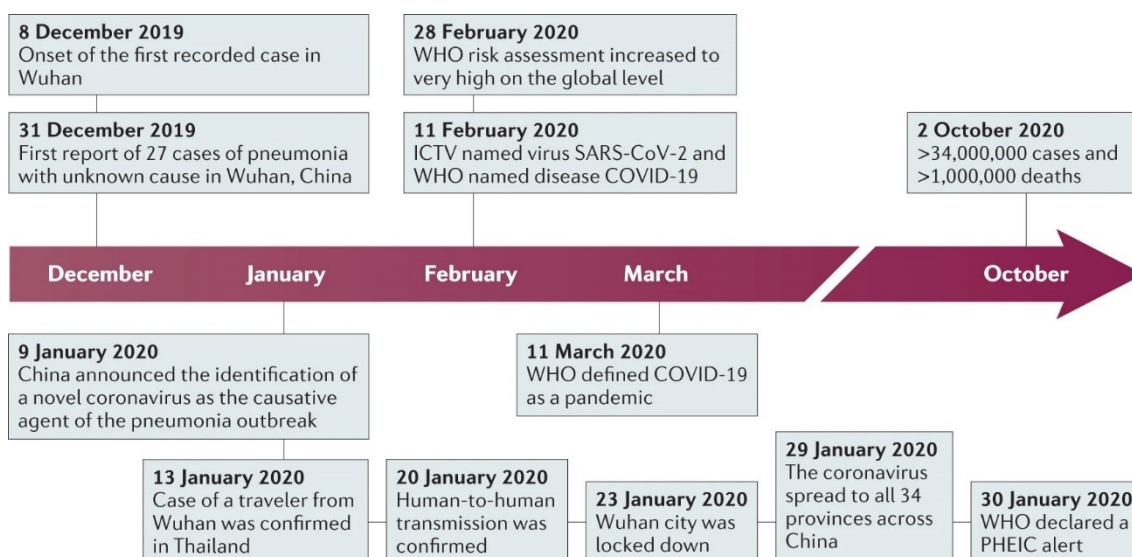 8 December 2019
Onset of the first recorded case in
Wuhan
28 February 2020
WHO risk assessment increased to
very high on the global level
31 December 2019
First report of 27 cases of pneumonia
with unknown cause in Wuhan, China
11 February 2020
ICTV named virus SARS-CoV-2 and
WHO named disease COVID-19
2 October 2020
>34,000,000 cases and
>1,000,000 deaths
December
January
February
March
October
9 January 2020
China announced the identification of
a novel coronavirus as the causative
agent of the pneumonia outbreak
11 March 2020
WHO defined COVID-19
as a pandemic
13 January 2020
Case of a traveler from
Wuhan was confirmed
in Thailand
20 January 2020
Human-to-human
transmission was
confirmed
23 January 2020
Wuhan city was
locked down
29 January 2020
The coronavirus
spread to all 34
provinces across
China
30 January 2020
WHO declared a
PHEIC alert